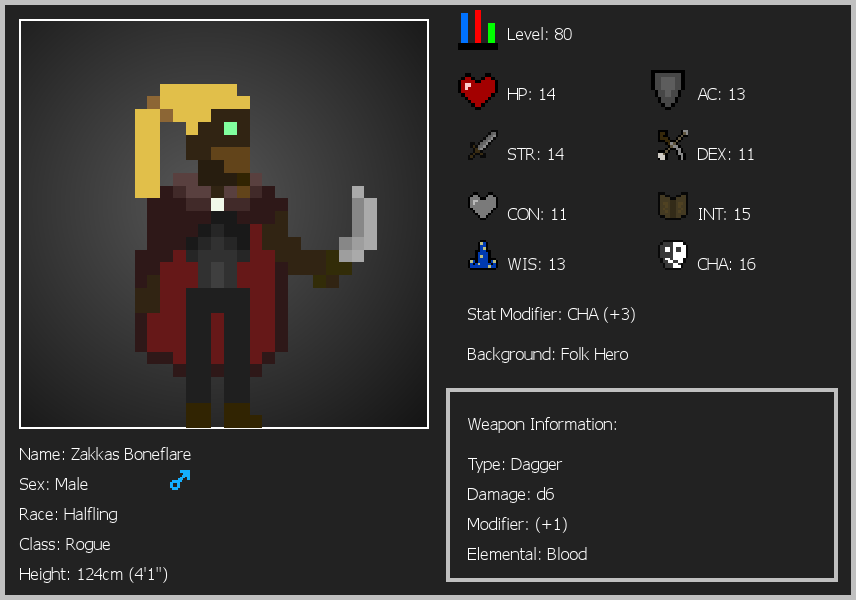 Level: 80
HP: 14
AC: 13
STR: 14
DEX: 11
CON: 11
INT: 15
WIS: 13
CHA: 16
Stat Modifier: CHA (+3)
Background: Folk Hero
Weapon Information:
Type: Dagger
Damage: d6
Modifier: (+1)
Elemental: Blood
Name: Zakkas Boneflare
Sex: Male
Race: Halfling
Class: Rogue
Height: 124cm (4'1")